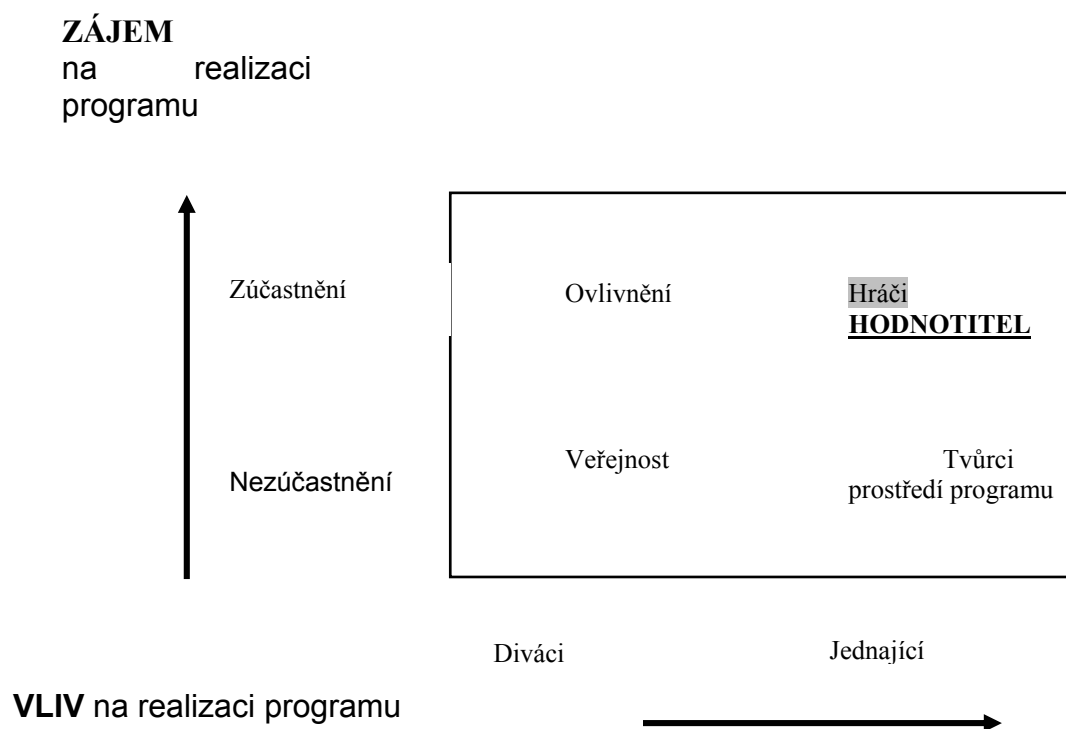 ZÁJEM
na realizaci
programu
Zúčastnění
Ovlivnění
Hráči
HODNOTITEL
Nezúčastnění
Veřejnost
Tvůrci
prostředí programu
Diváci
Jednající
VLIV na realizaci programu